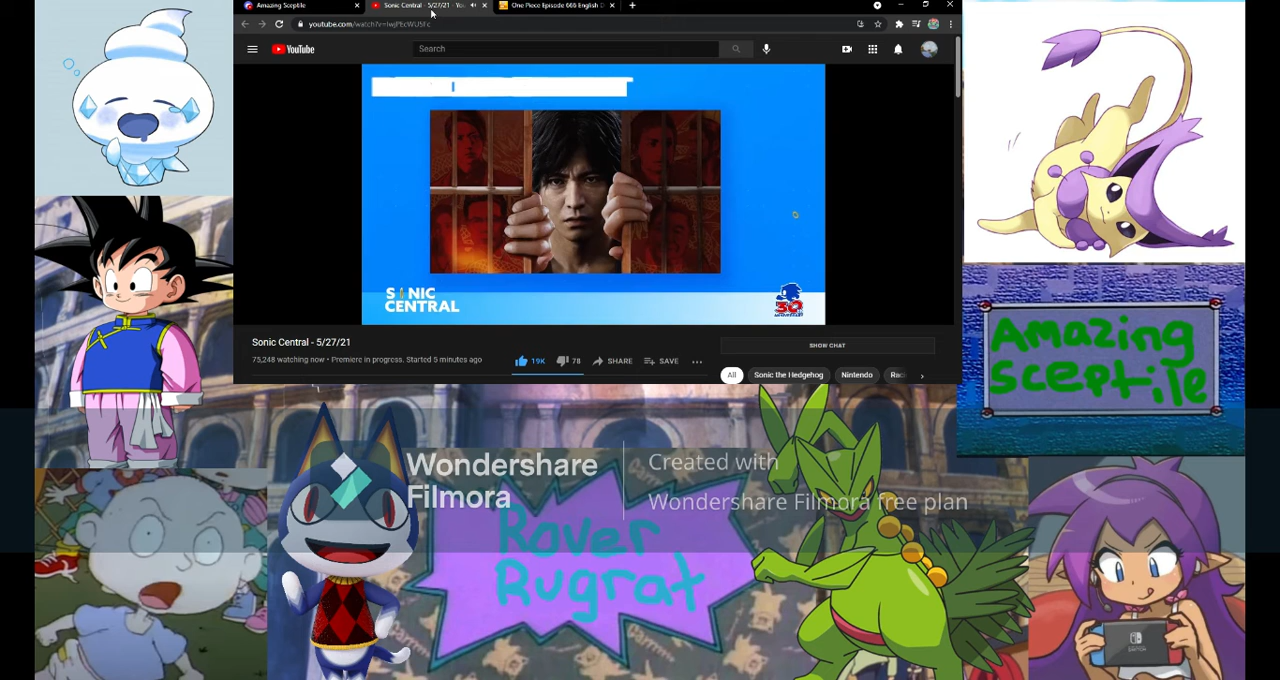 Amazing Sceptile
Sonic Central - 5/27/21 - You
One Piece Episode 666 English D
YouTube
Search
SONIC
CENTRAL
30
Sonic Central - 5/27/21
75,248 watching now • Premiere in progress. Started 5 minutes ago
19K
78
SHARE
SAVE
SHOW CHAT
All
Sonic the Hedgehog
Nintendo
Amazing
Sceptile
Wondershare
Filmora
Created with
Wondershare Filmora free plan
Rover
Rugrat